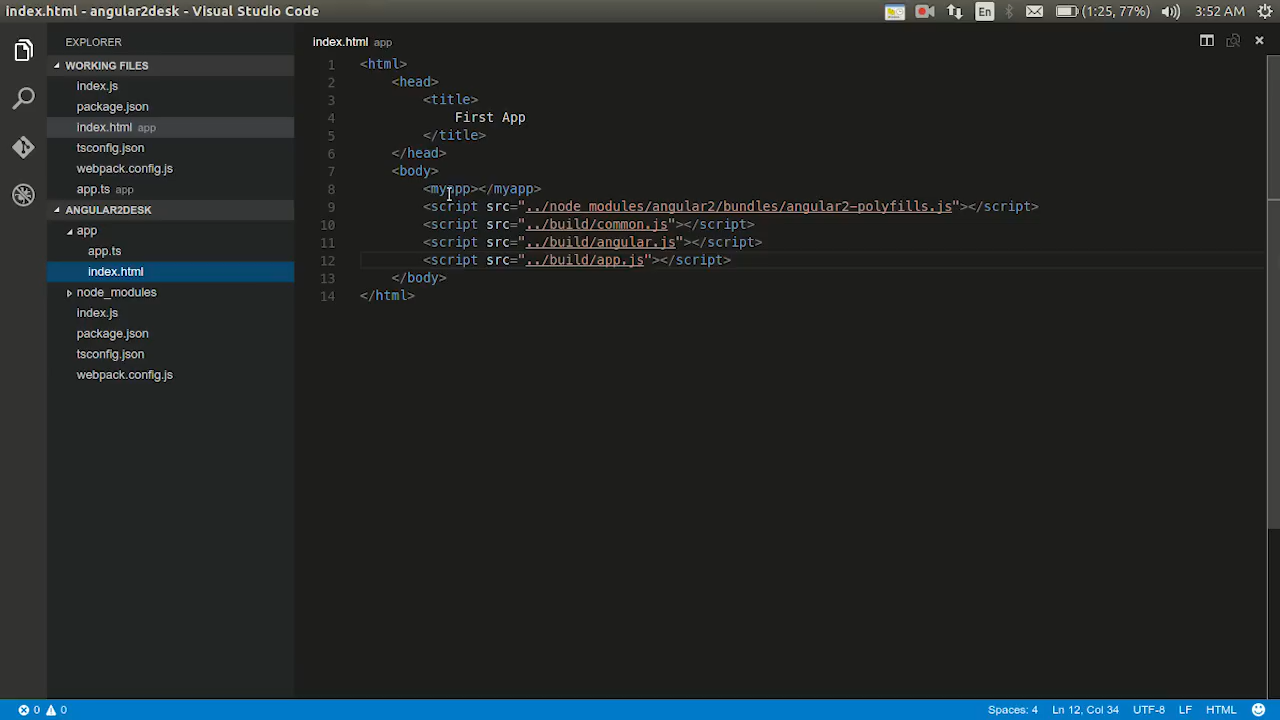 index.html - angular2desk - Visual Studio Code
En
(1:25, 77%)
3:52 AM
EXPLORER
WORKING FILES
index.js
package.json
index.html app
tsconfig.json
webpack.config.js
app.ts app
ANGULAR2DESK
app
app.ts
index.html
node_modules
index.js
package.json
tsconfig.json
webpack.config.js
index.html app
1 <html>
2 <head>
3 <title>
4 First App
5 </title>
6 </head>
7 <body>
8 <myapp></myapp>
9 <script src="../node_modules/angular2/bundles/angular2-polyfills.js"></script>
10 <script src="../build/common.js"></script>
11 <script src="../build/angular.js"></script>
12 <script src="../build/app.js"></script>
13 </body>
14 </html>
0 0
Spaces: 4
Ln 12, Col 34
UTF-8
LF
HTML